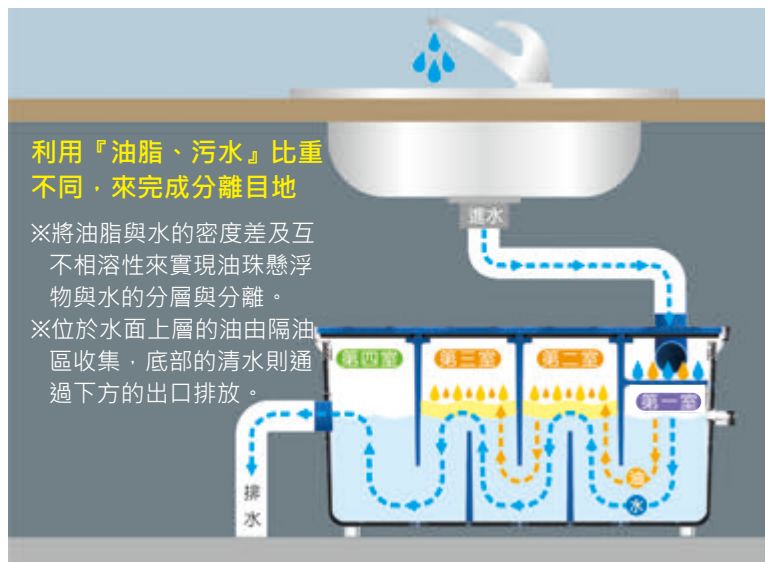 利用『油脂、污水』比重
不同，來完成分離目地
※將油脂與水的密度差及互
不相溶性來實現油珠懸浮
物與水的分層與分離。
※位於水面上層的油由隔油
區收集，底部的清水則通
過下方的出口排放。
進水
第四室
第三室
第二室
第一室
油
水
排水